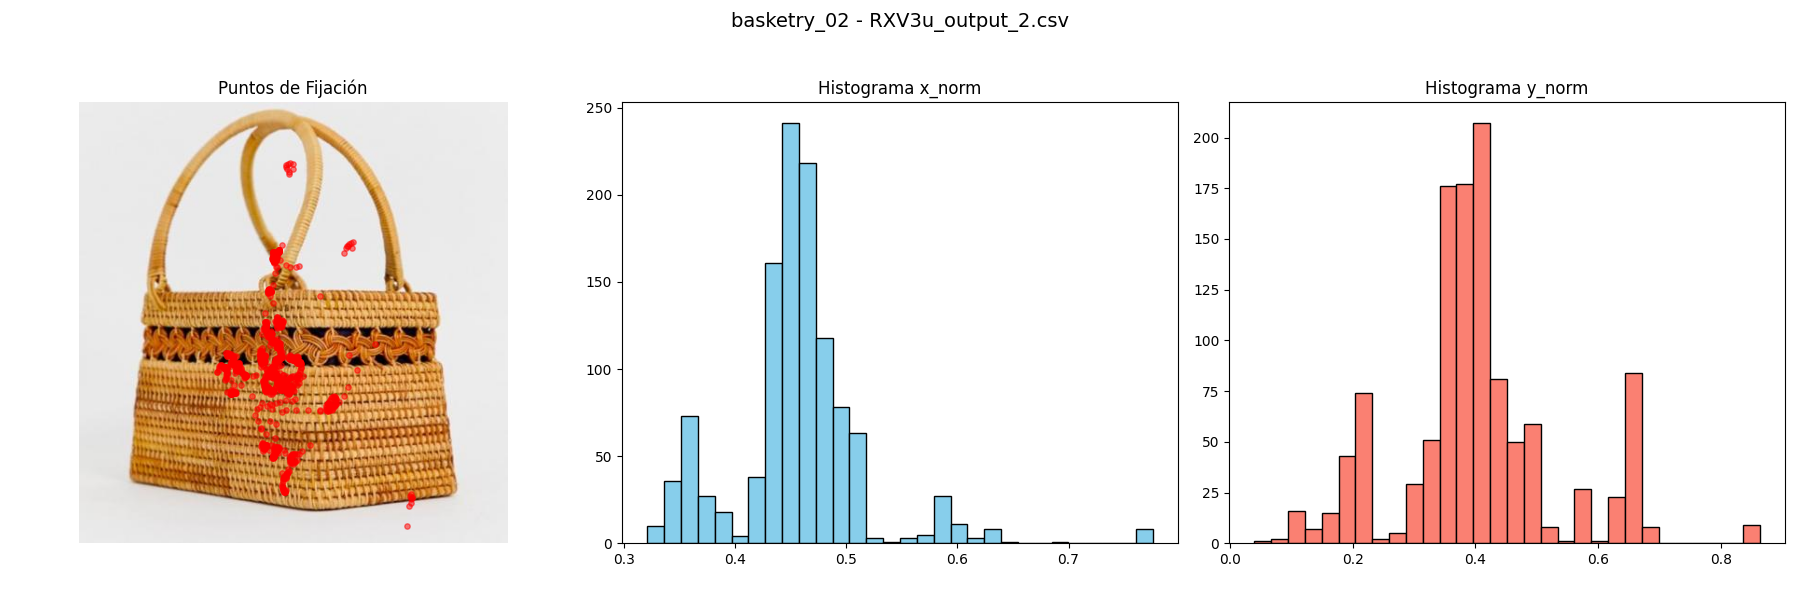 basketry_02 - RXV3u_output_2.csv
Puntos de Fijación
Histograma x_norm
250
200
150
100
50
0
0.3 0.4 0.5 0.6 0.7
Histograma y_norm
200
175
150
125
100
75
50
25
0
0.0 0.2 0.4 0.6 0.8